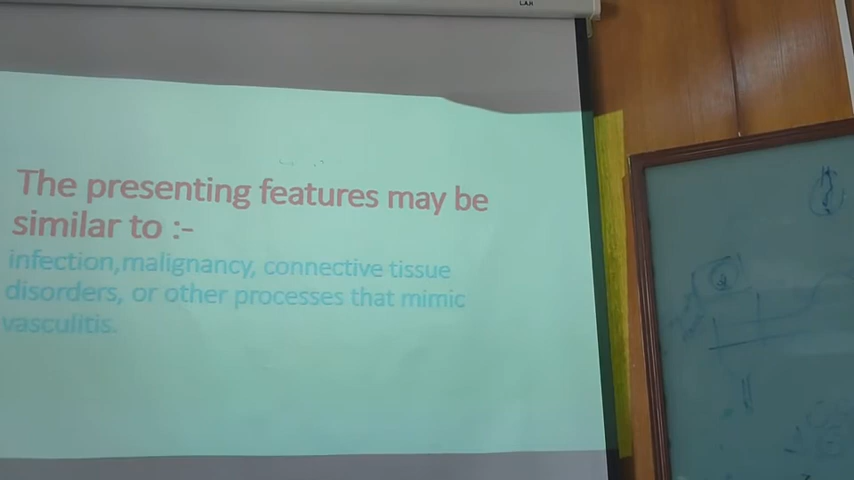 The presenting features may be
similar to :-
infection,malignancy, connective tissue
disorders, or other processes that mimic
vasculitis.